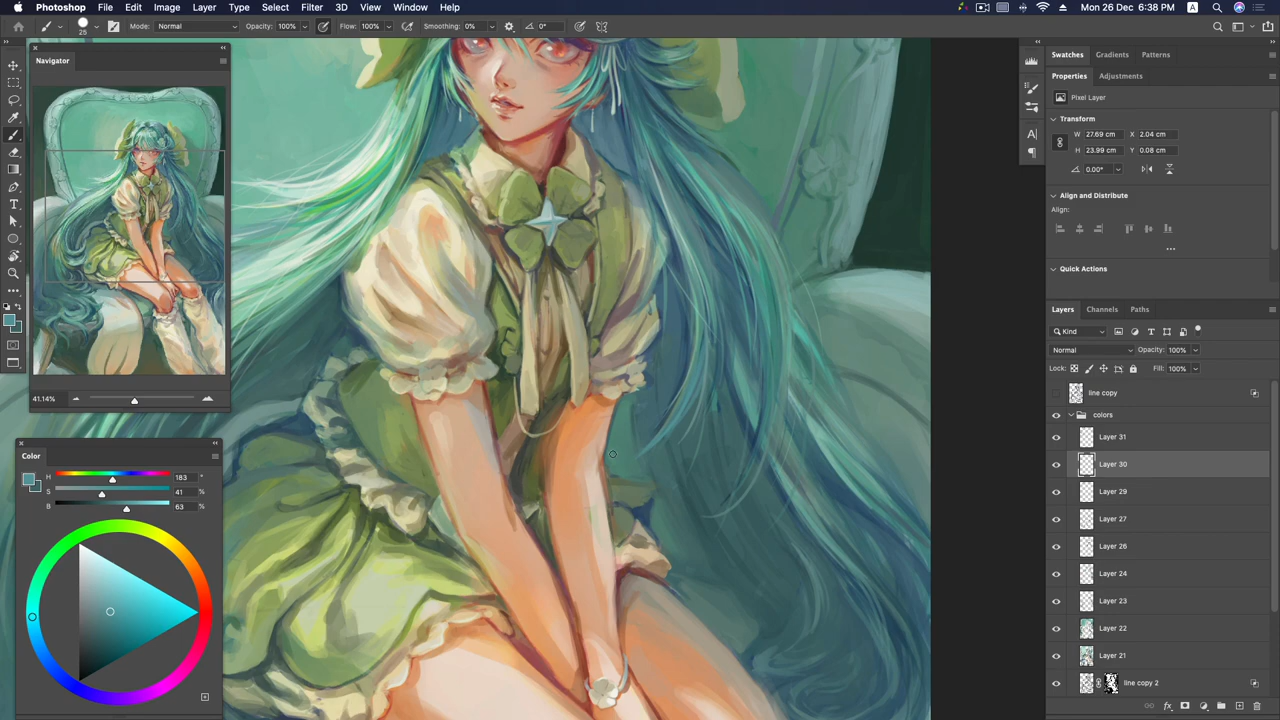 Photoshop File Edit Image Layer Type Select Filter 3D View Window Help A Mon 26 Dec 6:38 PM
25 Mode: Normal Opacity: 100% Flow: 100% Smoothing: 0% 0°
Navigator
41.14%
Color
H 183 °
S 41 %
B 63 %
Swatches Gradients Patterns
Properties Adjustments
Pixel Layer
Transform
W 27.69 cm X 2.04 cm
H 23.99 cm Y 0.08 cm
0.00°
Align and Distribute
Align:
Quick Actions
Layers Channels Paths
Kind
Normal Opacity: 100%
Lock: Fill: 100%
line copy
colors
Layer 31
Layer 30
Layer 29
Layer 27
Layer 26
Layer 24
Layer 23
Layer 22
Layer 21
line copy 2
fx